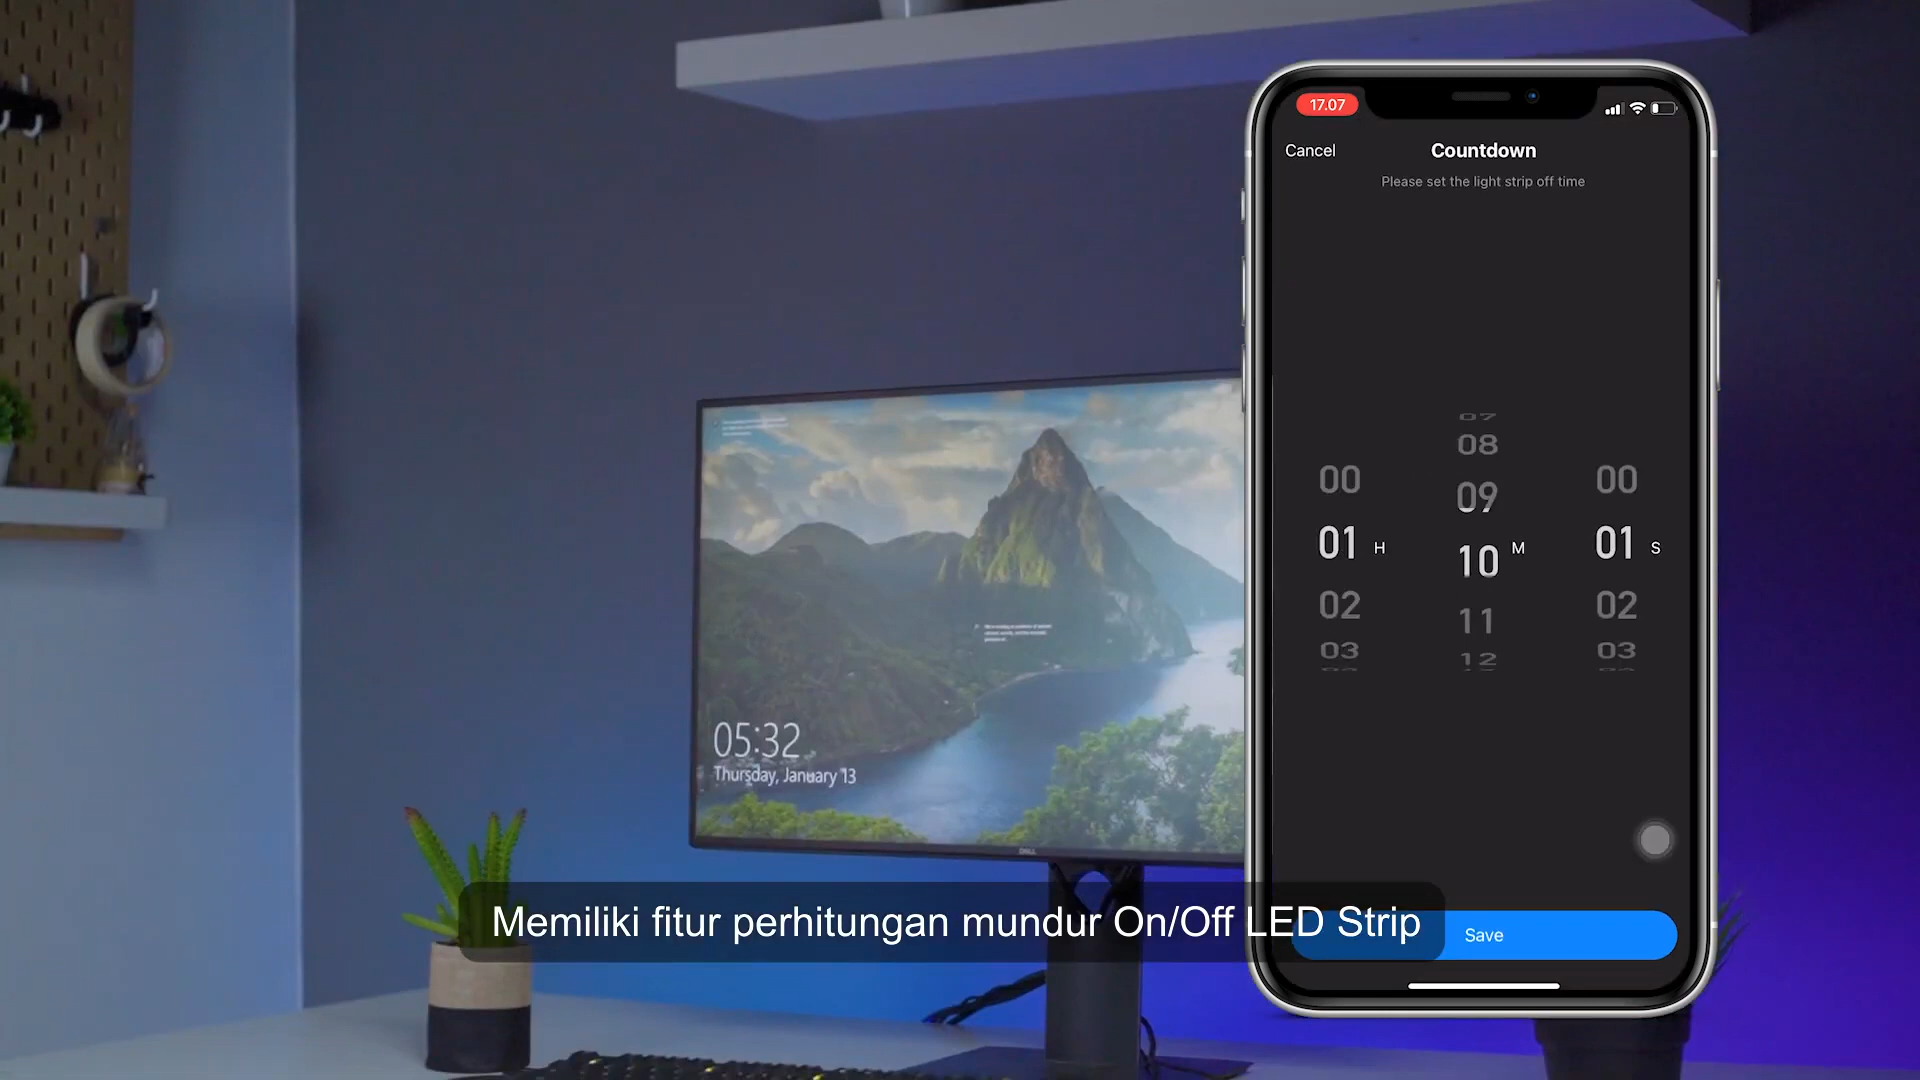 17.07
Cancel
Countdown
Please set the light strip off time
07
08
00 09 00
01 H 10 M 01 S
02 11 02
03 12 03
05:32
Thursday, January 13
DELL
Memiliki fitur perhitungan mundur On/Off LED Strip
Save